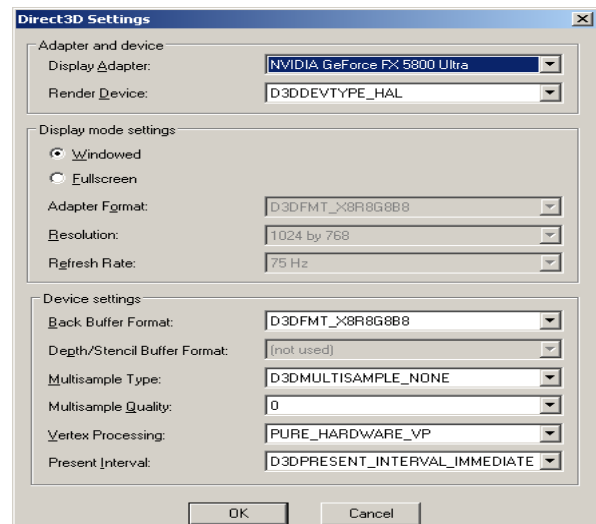 Direct3D Settings
Adapter and device
Display Adapter: NVIDIA GeForce FX 5800 Ultra
Render Device: D3DDEVTYPE_HAL
Display mode settings
Windowed
Fullscreen
Adapter Format: D3DFMT_X8R8G8B8
Resolution: 1024 by 768
Refresh Rate: 75 Hz
Device settings
Back Buffer Format: D3DFMT_X8R8G8B8
Depth/Stencil Buffer Format: (not used)
Multisample Type: D3DMULTISAMPLE_NONE
Multisample Quality: 0
Vertex Processing: PURE_HARDWARE_VP
Present Interval: D3DPRESENT_INTERVAL_IMMEDIATE
OK Cancel